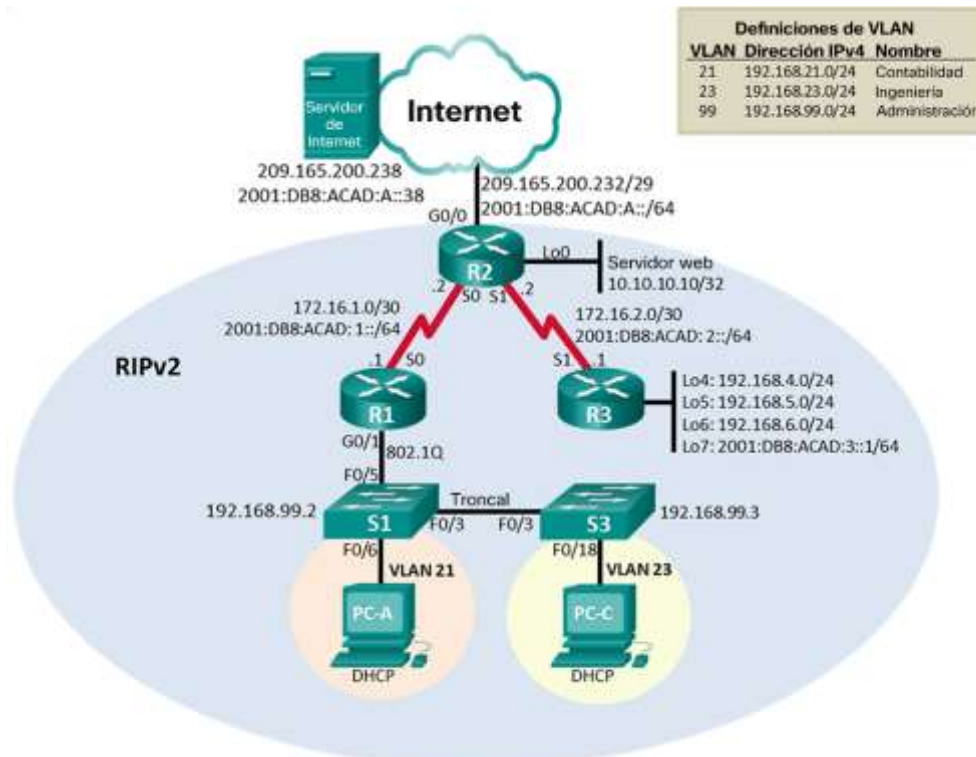 Definiciones de VLAN
VLAN Dirección IPv4 Nombre
21 192.168.21.0/24 Contabilidad
23 192.168.23.0/24 Ingeniería
99 192.168.99.0/24 Administración
Servidor
de
Internet
Internet
209.165.200.238
2001:DB8:ACAD:A::38
209.165.200.232/29
2001:DB8:ACAD:A::/64
G0/0
R2
Lo0
Servidor web
10.10.10.10/32
.2
S0
S1
.2
172.16.1.0/30
2001:DB8:ACAD: 1::/64
172.16.2.0/30
2001:DB8:ACAD: 2::/64
RIPv2
.1
S0
S1
.1
R1
R3
Lo4: 192.168.4.0/24
Lo5: 192.168.5.0/24
Lo6: 192.168.6.0/24
Lo7: 2001:DB8:ACAD:3::1/64
G0/1
802.1Q
F0/5
Troncal
192.168.99.2
S1
F0/3
F0/3
S3
192.168.99.3
F0/6
F0/18
VLAN 21
VLAN 23
PC-A
PC-C
DHCP
DHCP